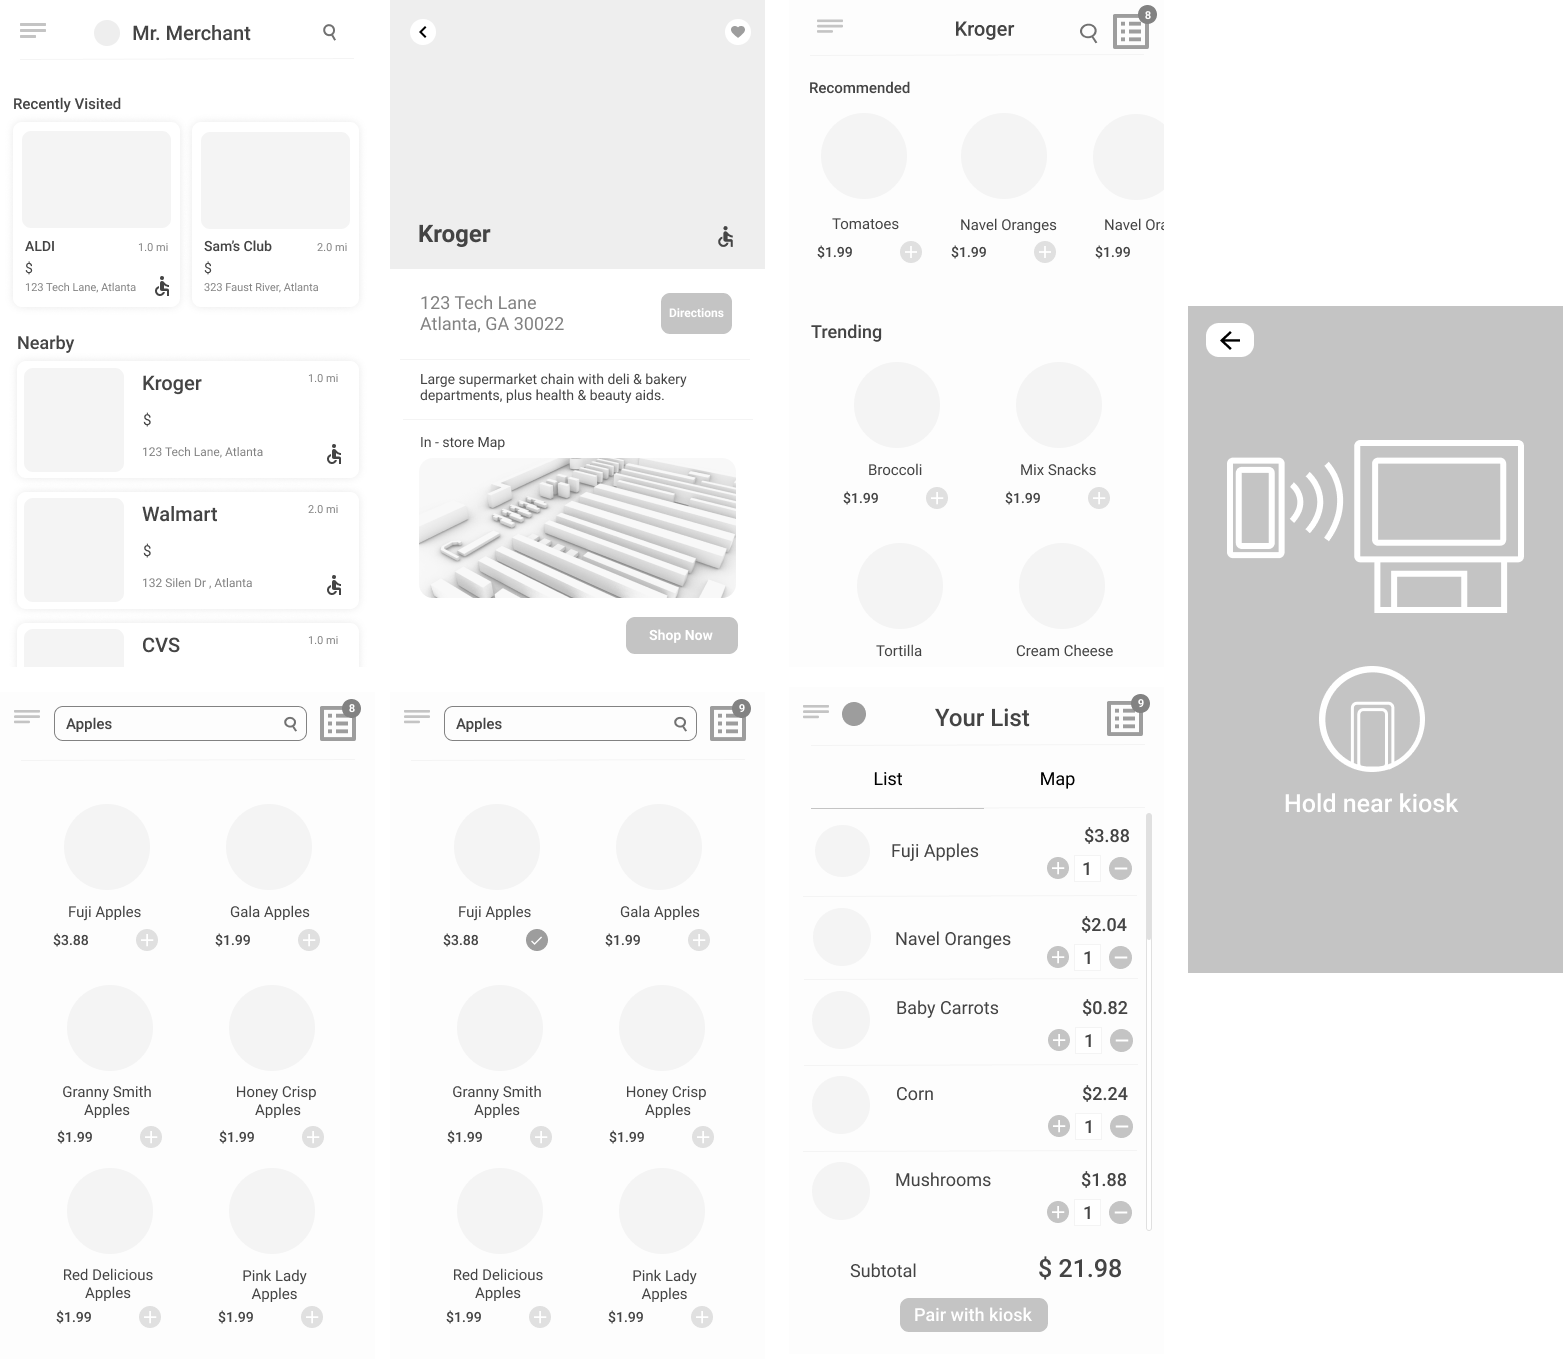 Mr. Merchant
Recently Visited
ALDI
1.0 mi
$
123 Tech Lane, Atlanta
Sam's Club
2.0 mi
$
323 Faust River, Atlanta
Nearby
Kroger
1.0 mi
$
123 Tech Lane, Atlanta
Walmart
2.0 mi
$
132 Silen Dr , Atlanta
CVS
1.0 mi
Kroger
123 Tech Lane
Atlanta, GA 30022
Directions
Large supermarket chain with deli & bakery
departments, plus health & beauty aids.
In - store Map
Shop Now
Kroger
8
Recommended
Tomatoes
$1.99
Navel Oranges
$1.99
Navel Ora
$1.99
Trending
Broccoli
$1.99
Mix Snacks
$1.99
Tortilla
Cream Cheese
Apples
8
Fuji Apples
$3.88
Gala Apples
$1.99
Granny Smith
Apples
$1.99
Honey Crisp
Apples
$1.99
Red Delicious
Apples
$1.99
Pink Lady
Apples
$1.99
Apples
9
Fuji Apples
$3.88
Gala Apples
$1.99
Granny Smith
Apples
$1.99
Honey Crisp
Apples
$1.99
Red Delicious
Apples
$1.99
Pink Lady
Apples
$1.99
Your List
9
List
Map
Fuji Apples
$3.88
1
Navel Oranges
$2.04
1
Baby Carrots
$0.82
1
Corn
$2.24
1
Mushrooms
$1.88
1
Subtotal
$ 21.98
Pair with kiosk
Hold near kiosk